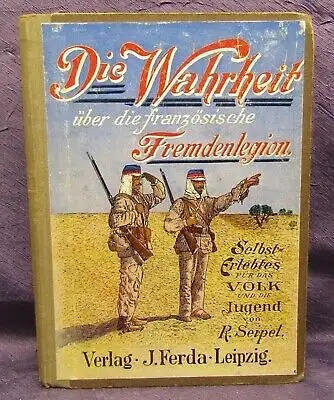 Die Wahrheit
über die französische
Fremdenlegion.
Selbst-
Erlebtes
FÜR DAS
VOLK
UND DIE
Jugend
von
R. Seipel.
Verlag · J. Ferda · Leipzig.